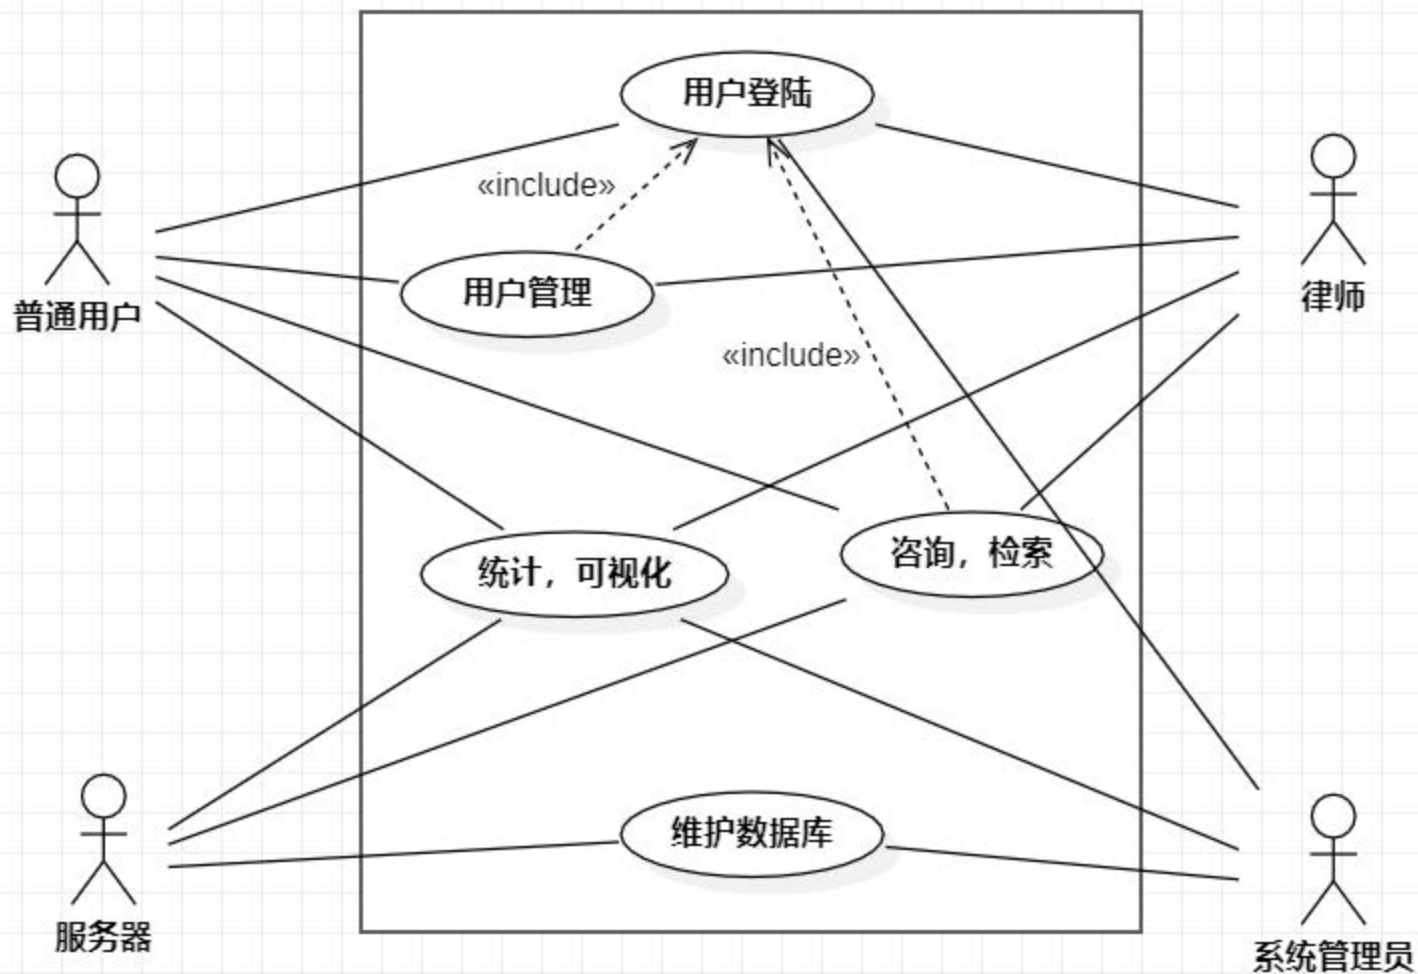 用户登陆
«include»
用户管理
普通用户
律师
«include»
统计，可视化
咨询，检索
维护数据库
服务器
系统管理员